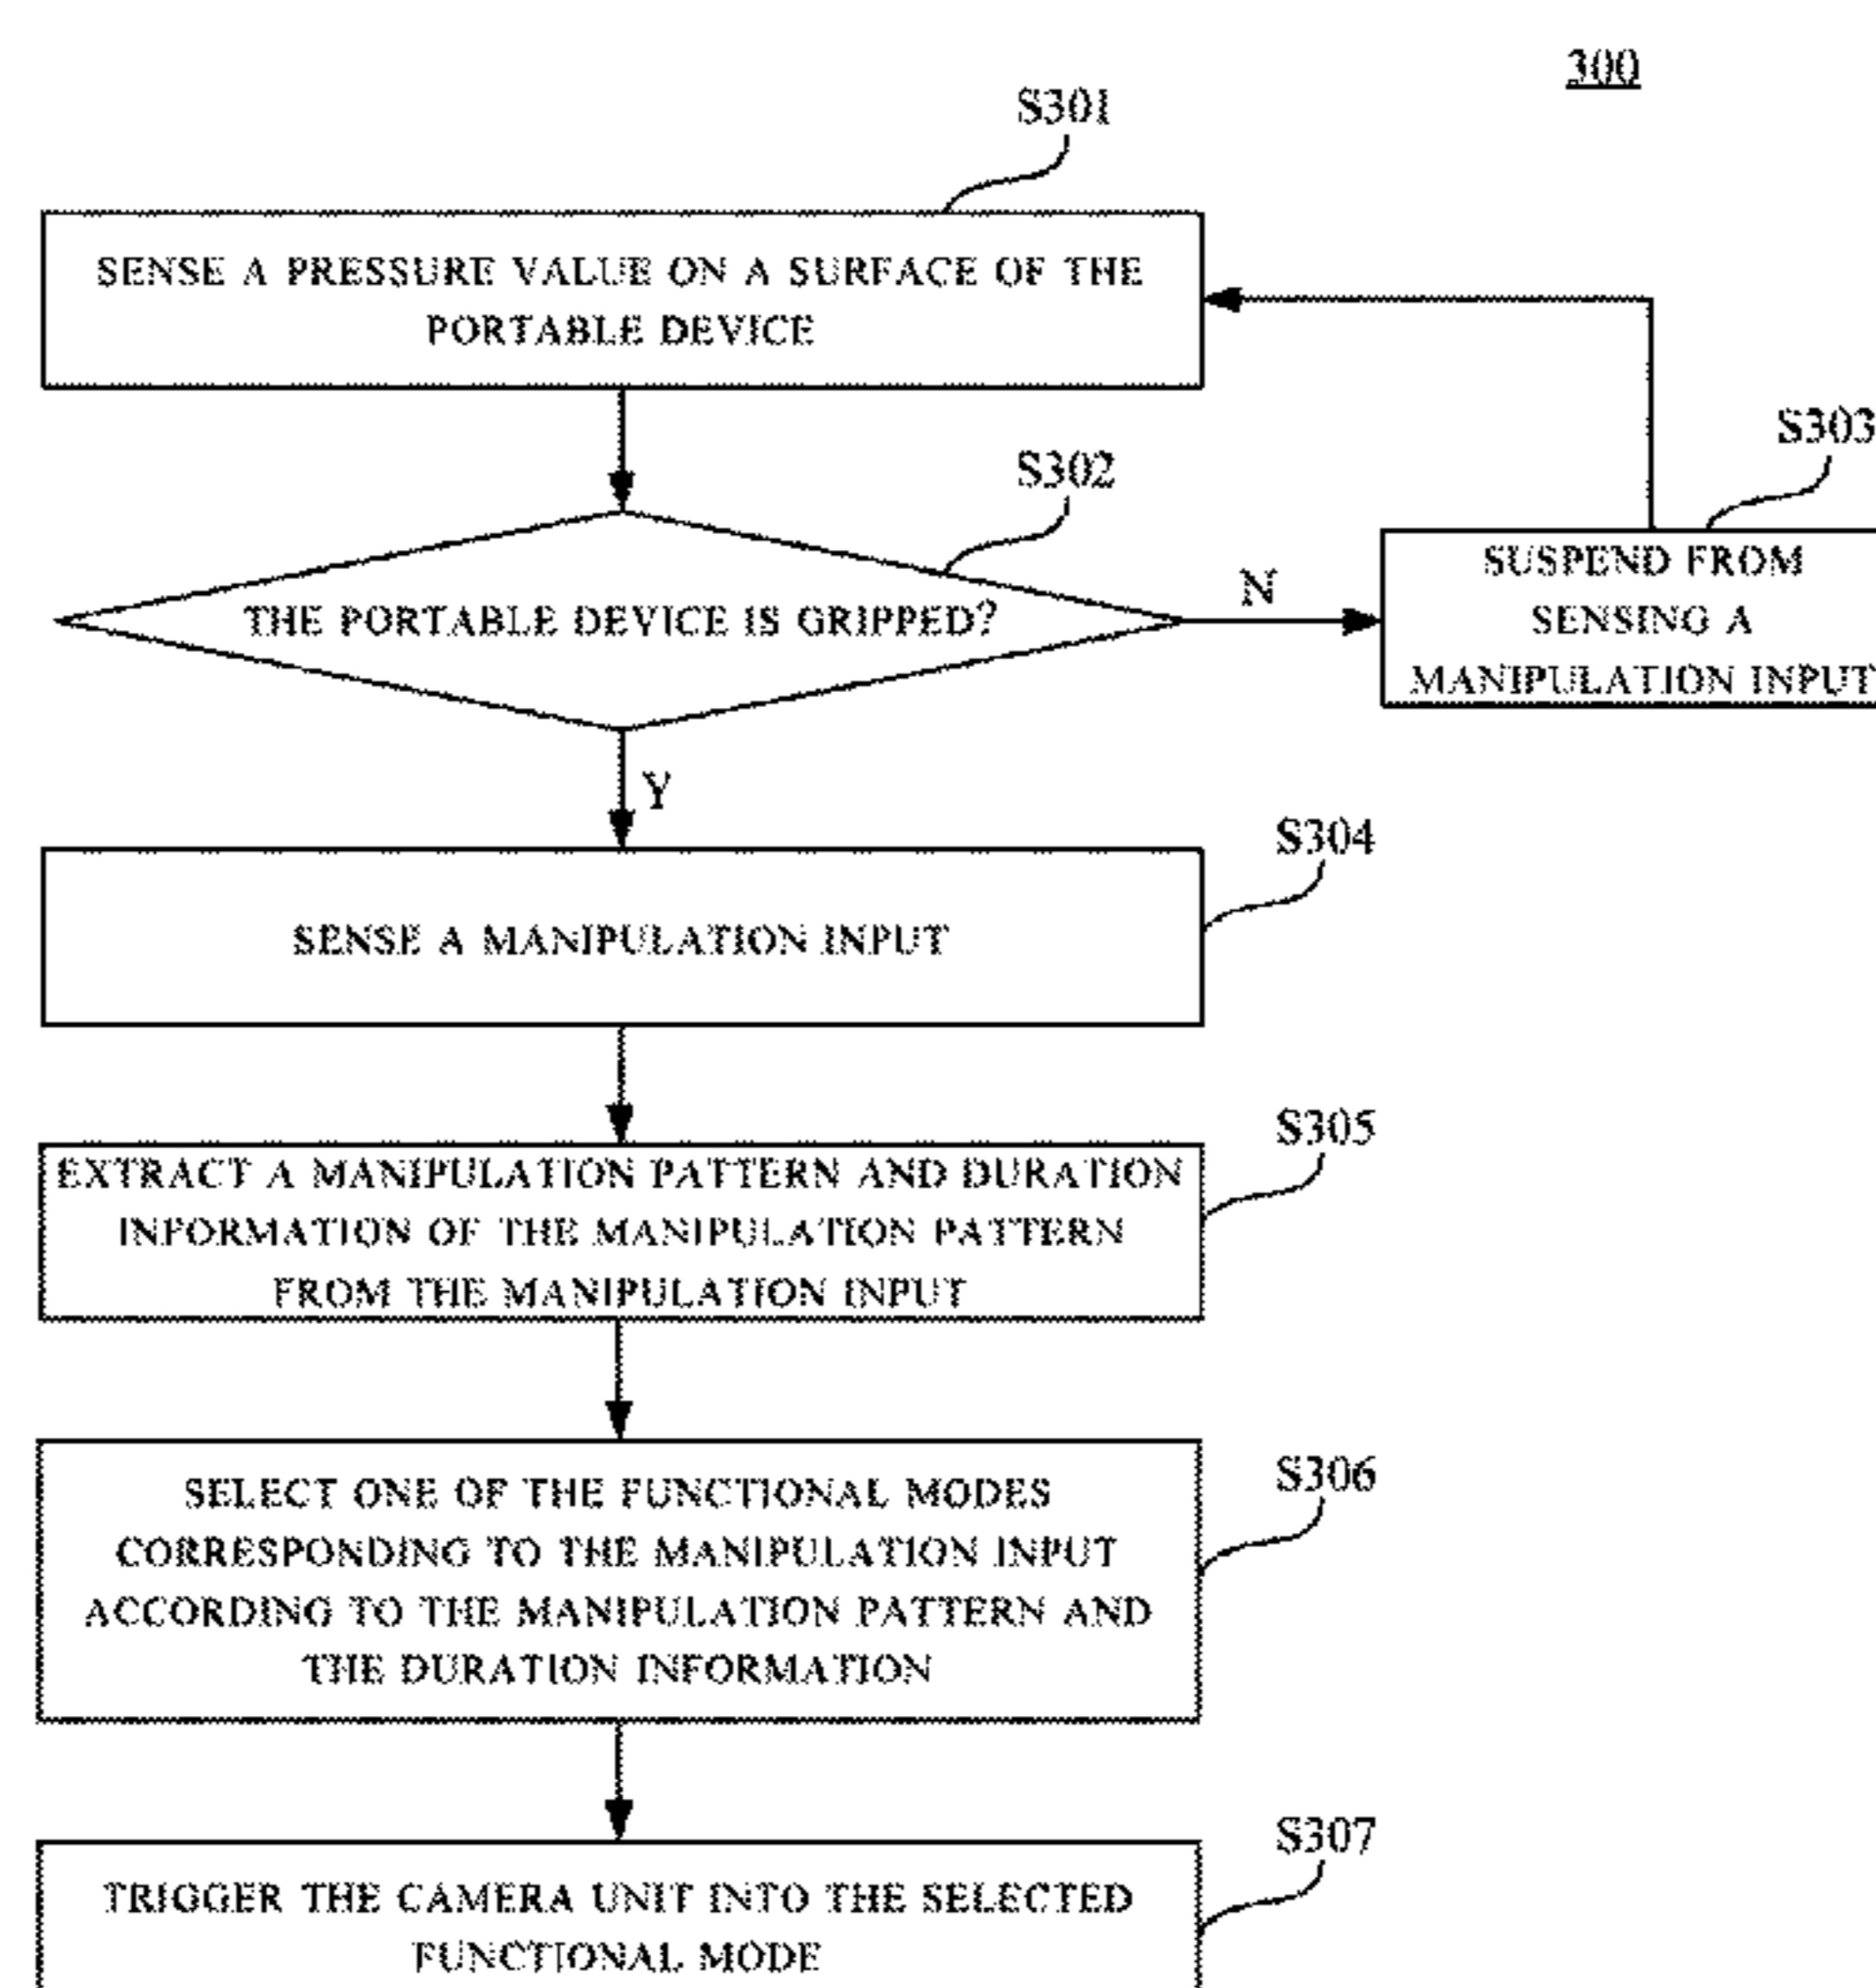 300
S301
SENSE A PRESSURE VALUE ON A SURFACE OF THE
PORTABLE DEVICE
S302
THE PORTABLE DEVICE IS GRIPPED?
N
S303
SUSPEND FROM
SENSING A
MANIPULATION INPUT
Y
S304
SENSE A MANIPULATION INPUT
S305
EXTRACT A MANIPULATION PATTERN AND DURATION
INFORMATION OF THE MANIPULATION PATTERN
FROM THE MANIPULATION INPUT
S306
SELECT ONE OF THE FUNCTIONAL MODES
CORRESPONDING TO THE MANIPULATION INPUT
ACCORDING TO THE MANIPULATION PATTERN AND
THE DURATION INFORMATION
S307
TRIGGER THE CAMERA UNIT INTO THE SELECTED
FUNCTIONAL MODE